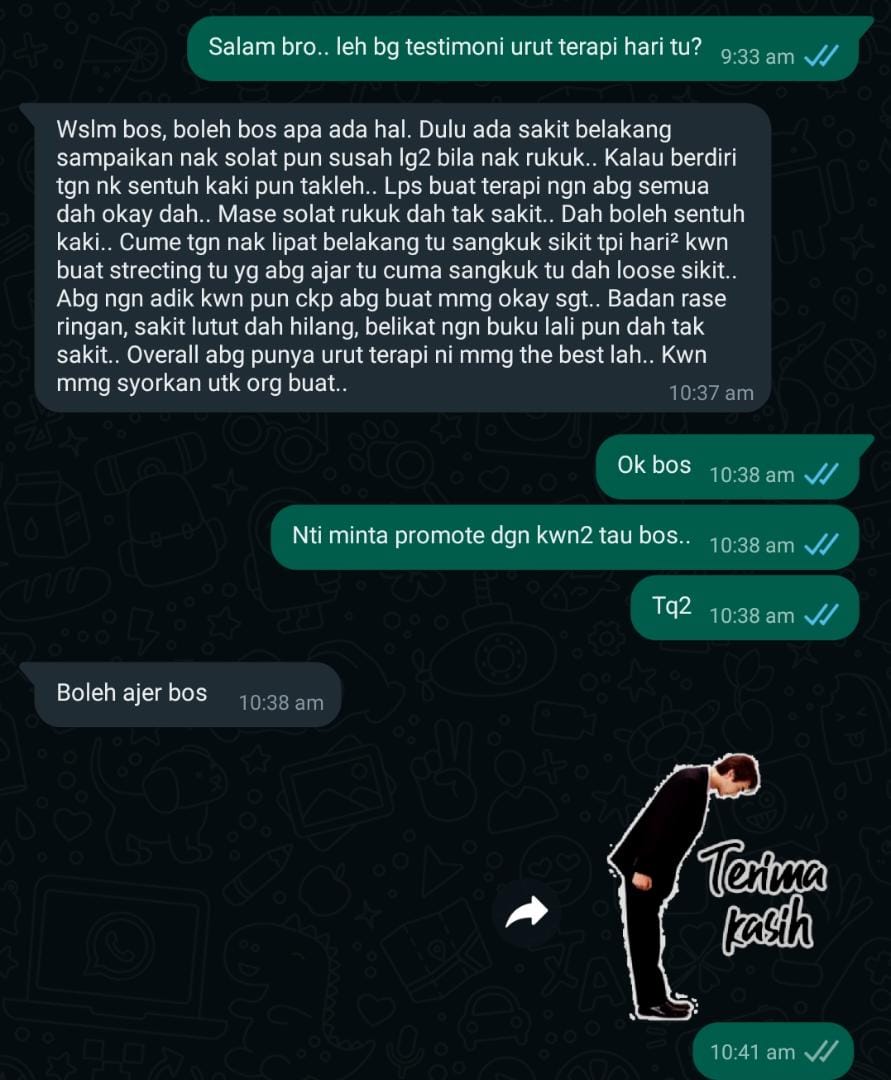 Salam bro.. leh bg testimoni urut terapi hari tu? 9:33 am
Wslm bos, boleh bos apa ada hal. Dulu ada sakit belakang
sampaikan nak solat pun susah lg2 bila nak rukuk.. Kalau berdiri
tgn nk sentuh kaki pun takleh.. Lps buat terapi ngn abg semua
dah okay dah.. Mase solat rukuk dah tak sakit.. Dah boleh sentuh
kaki.. Cume tgn nak lipat belakang tu sangkuk sikit tpi hari² kwn
buat strecting tu yg abg ajar tu cuma sangkuk tu dah loose sikit..
Abg ngn adik kwn pun ckp abg buat mmg okay sgt.. Badan rase
ringan, sakit lutut dah hilang, belikat ngn buku lali pun dah tak
sakit.. Overall abg punya urut terapi ni mmg the best lah.. Kwn
mmg syorkan utk org buat..
10:37 am
Ok bos 10:38 am
Nti minta promote dgn kwn2 tau bos.. 10:38 am
Tq2 10:38 am
Boleh ajer bos 10:38 am
Terima
kasih
10:41 am